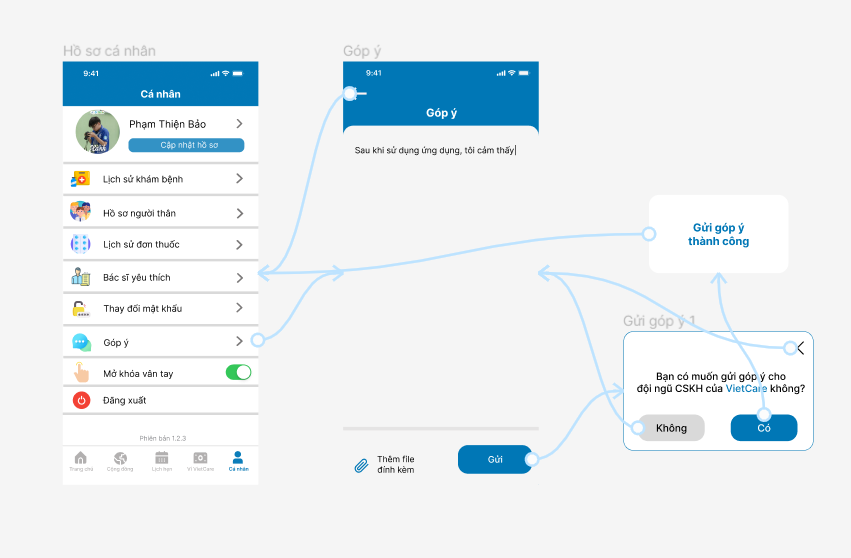 Hồ sơ cá nhân
9:41
Cá nhân
Phạm Thiện Bảo
Cập nhật hồ sơ
Lịch sử khám bệnh
Hồ sơ người thân
Lịch sử đơn thuốc
Bác sĩ yêu thích
Thay đổi mật khẩu
Góp ý
Mở khóa vân tay
Đăng xuất
Phiên bản 1.2.3
Trang chủ
Cộng đồng
Lịch hẹn
Ví VietCare
Cá nhân
Góp ý
9:41
Góp ý
Sau khi sử dụng ứng dụng, tôi cảm thấy
Thêm file
đính kèm
Gửi
Gửi góp ý
thành công
Gửi góp ý 1
Bạn có muốn gửi góp ý cho
đội ngũ CSKH của VietCare không?
Không
Có